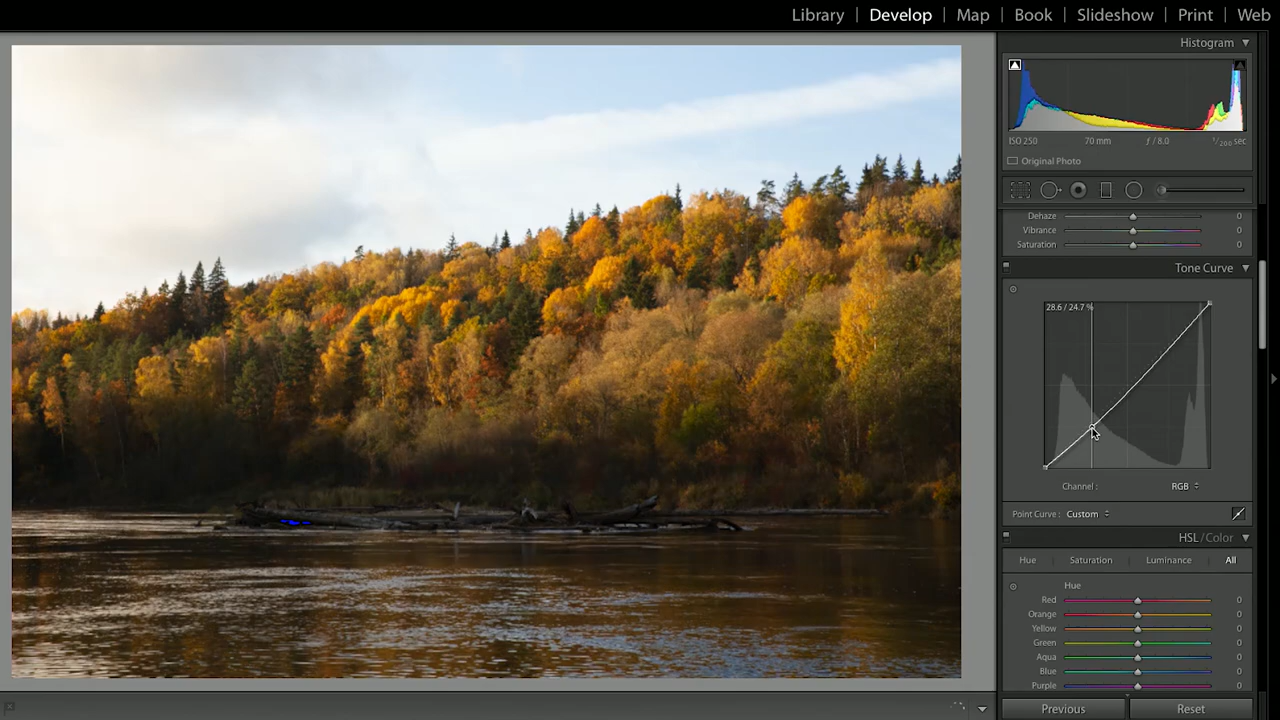 Library | Develop | Map | Book | Slideshow | Print | Web
Histogram
ISO 250 70 mm ƒ / 8.0 1/200 sec
Original Photo
Dehaze 0
Vibrance 0
Saturation 0
Tone Curve
28.6 / 24.7 %
Channel : RGB
Point Curve : Custom
HSL / Color
Hue Saturation Luminance All
Hue
Red 0
Orange 0
Yellow 0
Green 0
Aqua 0
Blue 0
Purple 0
Previous Reset